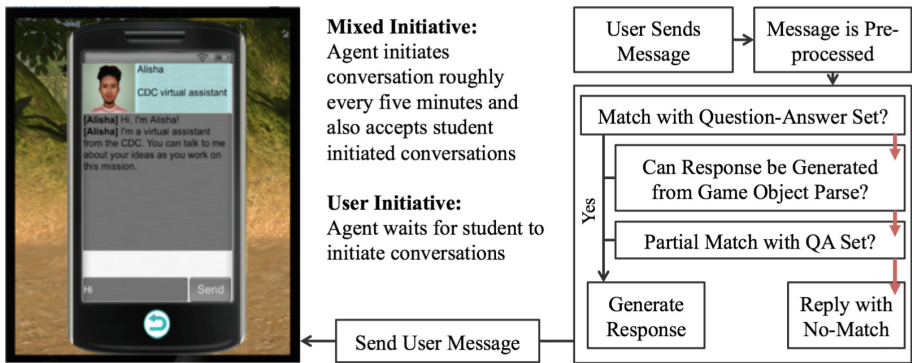 Alisha
CDC virtual assistant
[Alisha] Hi, I'm Alisha!
[Alisha] I'm a virtual assistant
from the CDC. You can talk to me
about your ideas as you work on
this mission.
Hi
Send
Mixed Initiative:
Agent initiates
conversation roughly
every five minutes and
also accepts student
initiated conversations
User Initiative:
Agent waits for student to
initiate conversations
User Sends
Message
Message is Pre-
processed
Match with Question-Answer Set?
Can Response be Generated
from Game Object Parse?
Yes
Partial Match with QA Set?
Generate
Response
Reply with
No-Match
Send User Message